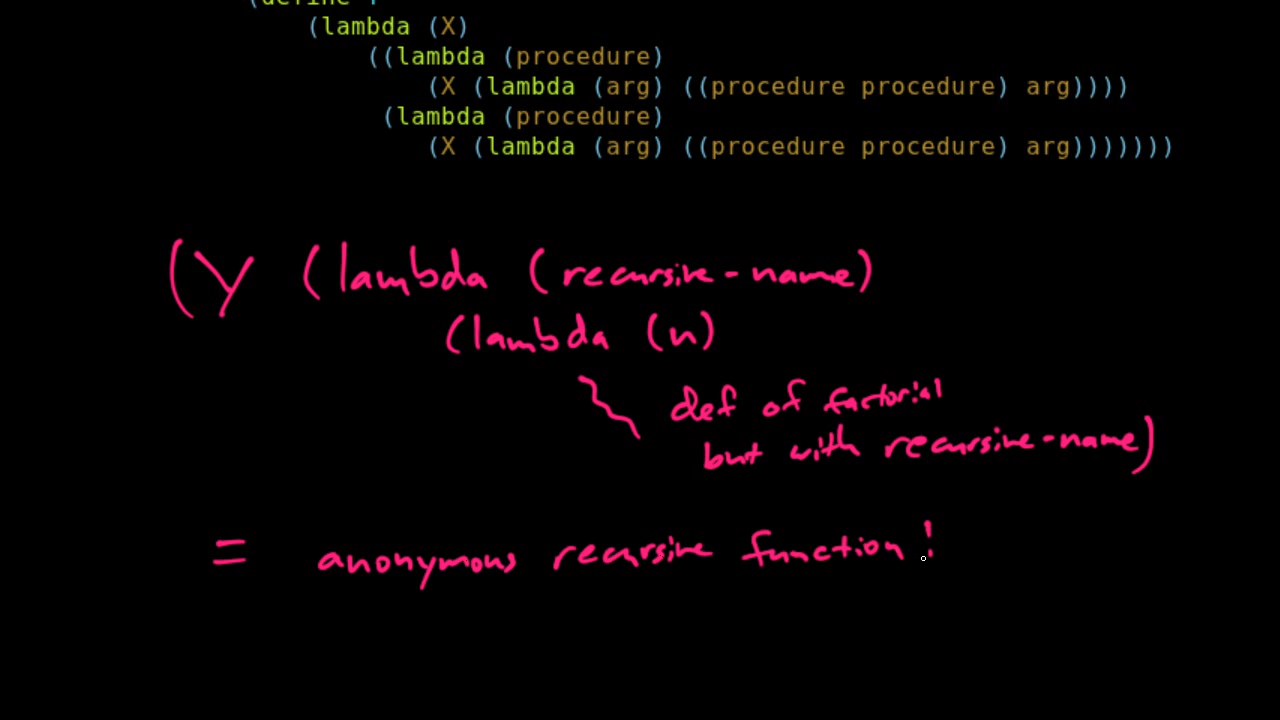 (define
(lambda (X)
((lambda (procedure)
(X (lambda (arg) ((procedure procedure) arg))))
(lambda (procedure)
(X (lambda (arg) ((procedure procedure) arg)))))))
(Y (lambda (recursive-name)
(lambda (n)
def of factorial
but with recursive-name)
= anonymous recursive function!